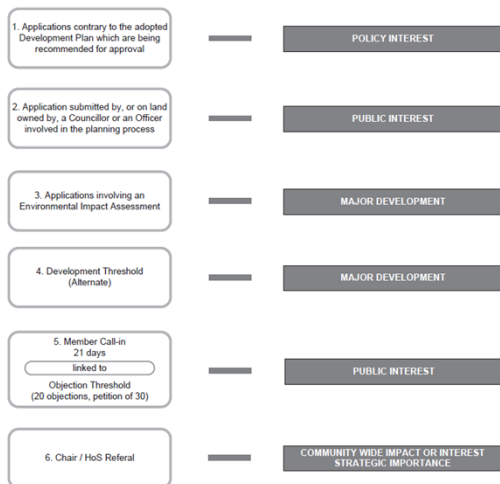 1. Applications contrary to the adopted
Development Plan which are being
recommended for approval
POLICY INTEREST
2. Application submitted by, or on land
owned by, a Councillor or an Officer
involved in the planning process
PUBLIC INTEREST
3. Applications involving an
Environmental Impact Assessment
MAJOR DEVELOPMENT
4. Development Threshold
(Alternate)
MAJOR DEVELOPMENT
5. Member Call-in
21 days
linked to
Objection Threshold
(20 objections, petition of 30)
PUBLIC INTEREST
6. Chair / HoS Referal
COMMUNITY WIDE IMPACT OR INTEREST
STRATEGIC IMPORTANCE